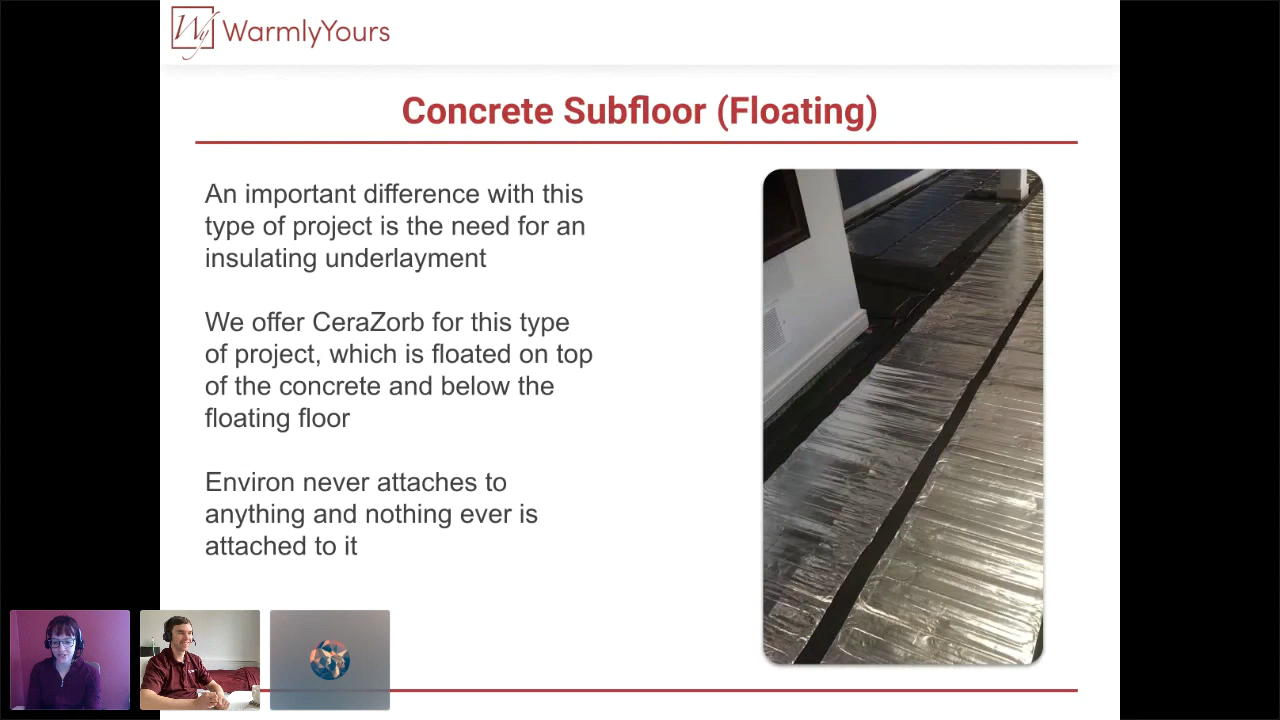 WarmlyYours
Concrete Subfloor (Floating)
An important difference with this
type of project is the need for an
insulating underlayment
We offer CeraZorb for this type
of project, which is floated on top
of the concrete and below the
floating floor
Environ never attaches to
anything and nothing ever is
attached to it